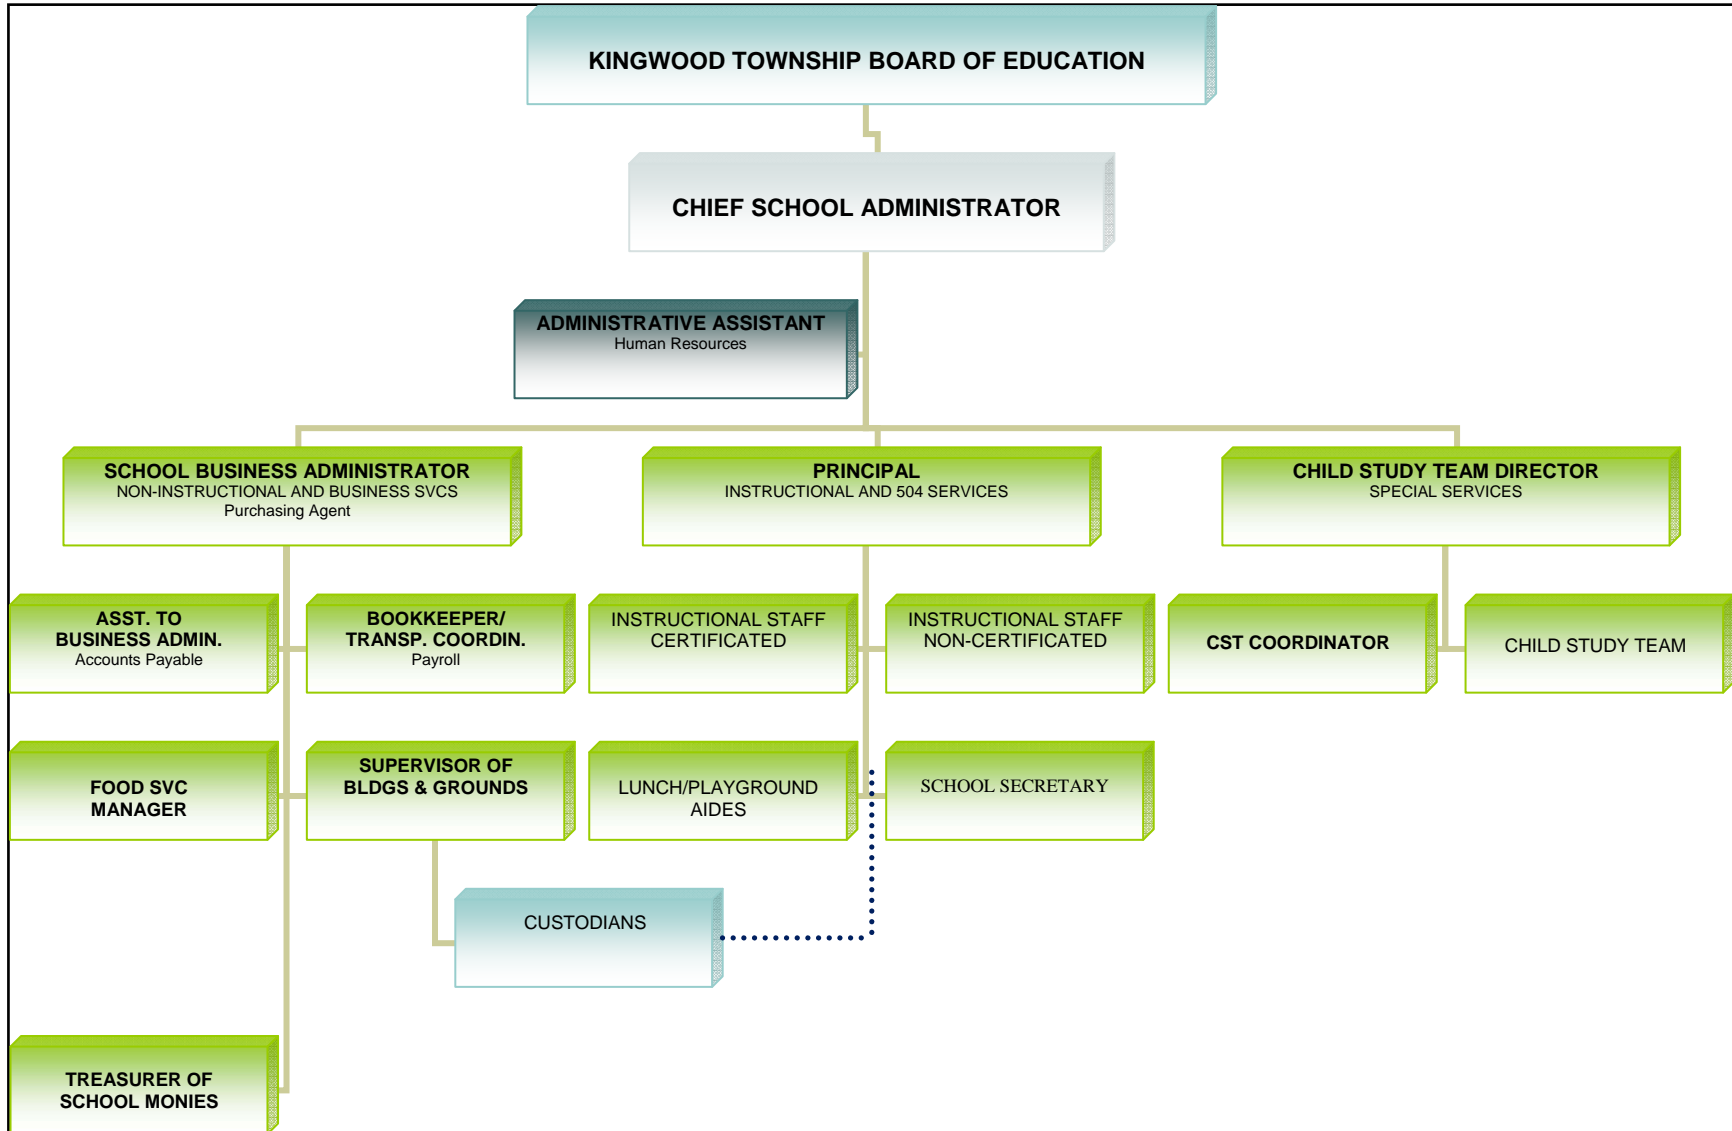 KINGWOOD TOWNSHIP BOARD OF EDUCATION
CHIEF SCHOOL ADMINISTRATOR
ADMINISTRATIVE ASSISTANT
Human Resources
SCHOOL BUSINESS ADMINISTRATOR
NON-INSTRUCTIONAL AND BUSINESS SVCS
Purchasing Agent
PRINCIPAL
INSTRUCTIONAL AND 504 SERVICES
CHILD STUDY TEAM DIRECTOR
SPECIAL SERVICES
ASST. TO
BUSINESS ADMIN.
Accounts Payable
BOOKKEEPER/
TRANSP. COORDIN.
Payroll
INSTRUCTIONAL STAFF
CERTIFICATED
INSTRUCTIONAL STAFF
NON-CERTIFICATED
CST COORDINATOR
CHILD STUDY TEAM
FOOD SVC
MANAGER
SUPERVISOR OF
BLDGS & GROUNDS
LUNCH/PLAYGROUND
AIDES
SCHOOL SECRETARY
CUSTODIANS
TREASURER OF
SCHOOL MONIES